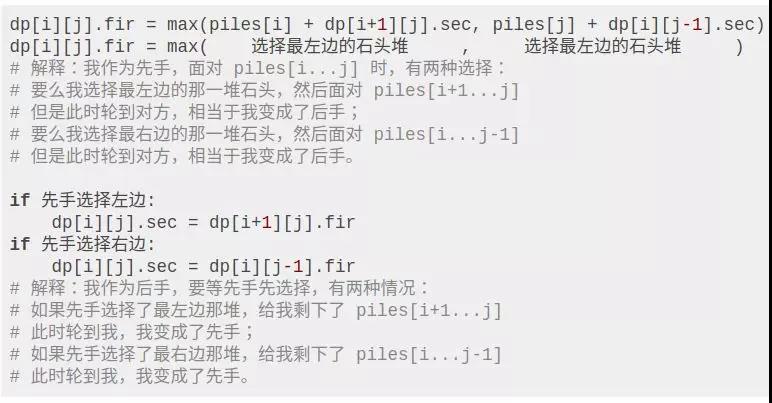 dp[i][j].fir = max(piles[i] + dp[i+1][j].sec, piles[j] + dp[i][j-1].sec)
dp[i][j].fir = max(    选择最左边的石头堆     ,     选择最左边的石头堆     )
# 解释：我作为先手，面对 piles[i...j] 时，有两种选择：
# 要么我选择最左边的那一堆石头，然后面对 piles[i+1...j]
# 但是此时轮到对方，相当于我变成了后手；
# 要么我选择最右边的那一堆石头，然后面对 piles[i...j-1]
# 但是此时轮到对方，相当于我变成了后手。
if 先手选择左边:
    dp[i][j].sec = dp[i+1][j].fir
if 先手选择右边:
    dp[i][j].sec = dp[i][j-1].fir
# 解释：我作为后手，要等先手先选择，有两种情况：
# 如果先手选择了最左边那堆，给我剩下了 piles[i+1...j]
# 此时轮到我，我变成了先手；
# 如果先手选择了最右边那堆，给我剩下了 piles[i...j-1]
# 此时轮到我，我变成了先手。